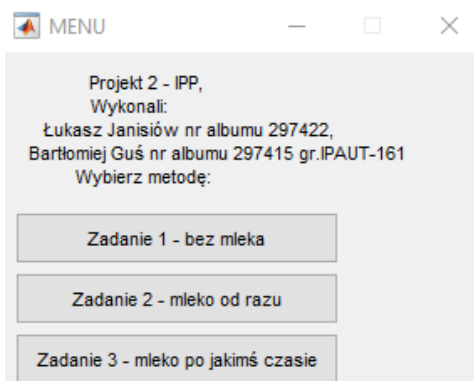 MENU
Projekt 2 - IPP,
Wykonali:
Łukasz Janisiów nr albumu 297422,
Bartłomiej Guś nr albumu 297415 gr.IPAUT-161
Wybierz metodę:
Zadanie 1 - bez mleka
Zadanie 2 - mleko od razu
Zadanie 3 - mleko po jakimś czasie